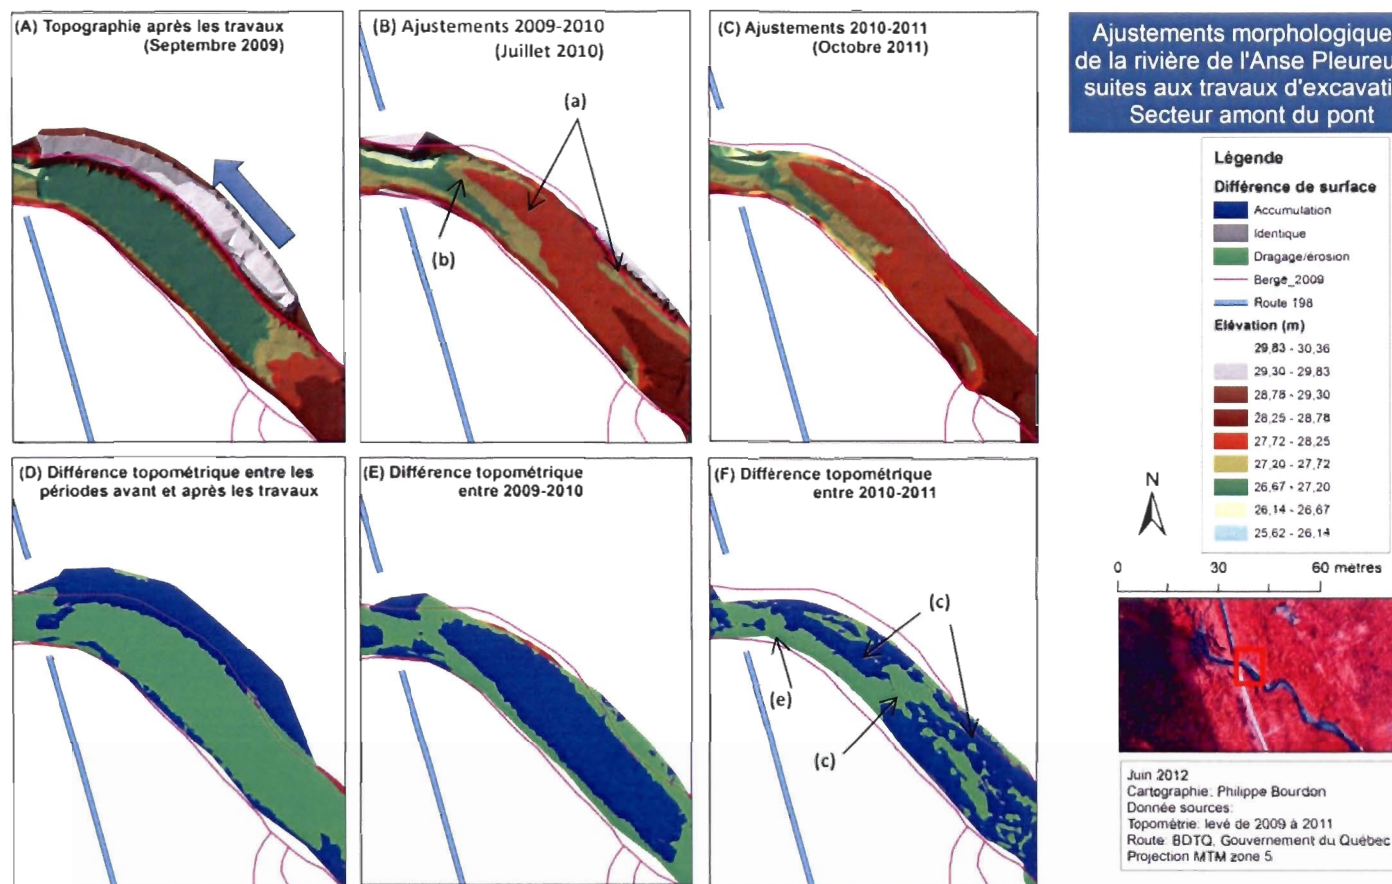 (A) Topographie après les travaux
(Septembre 2009)
(B) Ajustements 2009-2010
(Juillet 2010)
(a)
(b)
(C) Ajustements 2010-2011
(Octobre 2011)
(D) Différence topométrique entre les
périodes avant et après les travaux
(E) Différence topométrique
entre 2009-2010
(F) Différence topométrique
entre 2010-2011
(c)
(e)
(c)
Ajustements morphologique
de la rivière de l'Anse Pleureu
suites aux travaux d'excavati
Secteur amont du pont
Légende
Différence de surface
Accumulation
Identique
Dragage/érosion
Berge_2009
Route 198
Elévation (m)
29,83 - 30,36
29,30 - 29,83
28,78 - 29,30
28,25 - 28,78
27,72 - 28,25
27,20 - 27,72
26,67 - 27,20
26,14 - 26,67
25,62 - 26,14
N
0 30 60 mètres
Juin 2012
Cartographie: Philippe Bourdon
Donnée sources:
Topométrie: levé de 2009 à 2011
Route: BDTQ, Gouvernement du Québec
Projection MTM zone 5